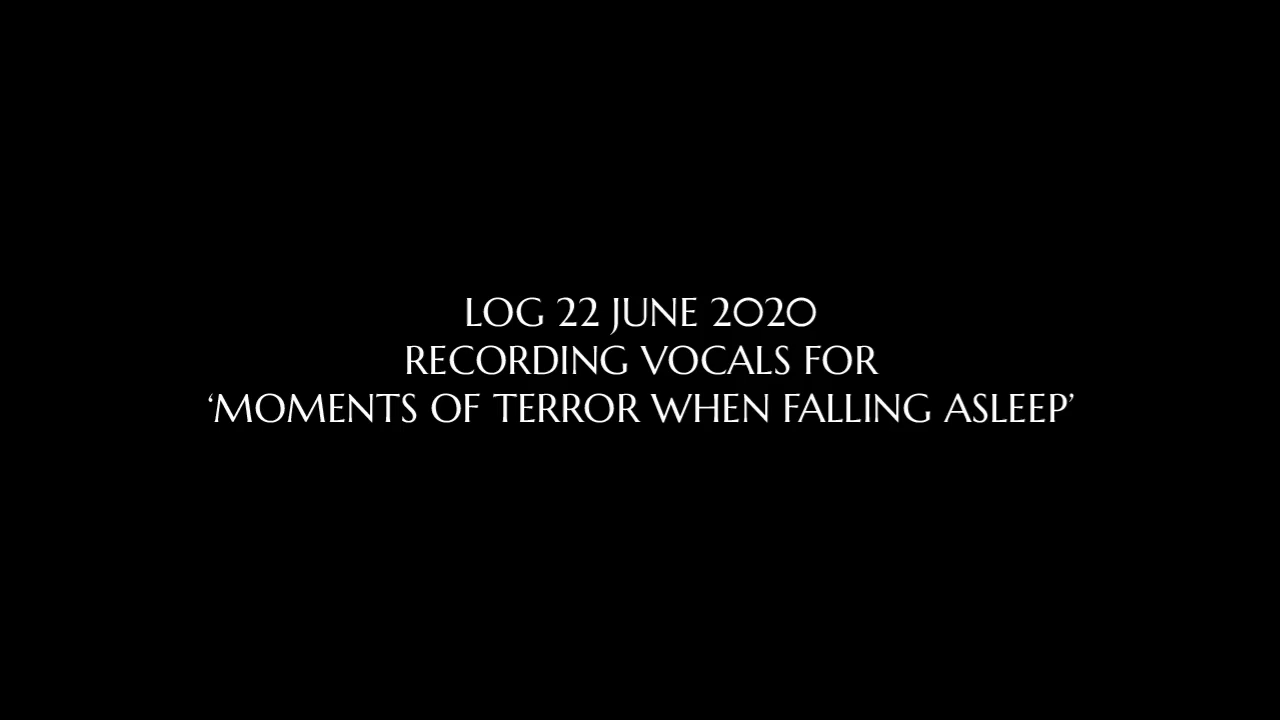 LOG 22 JUNE 2020
RECORDING VOCALS FOR
‘MOMENTS OF TERROR WHEN FALLING ASLEEP’